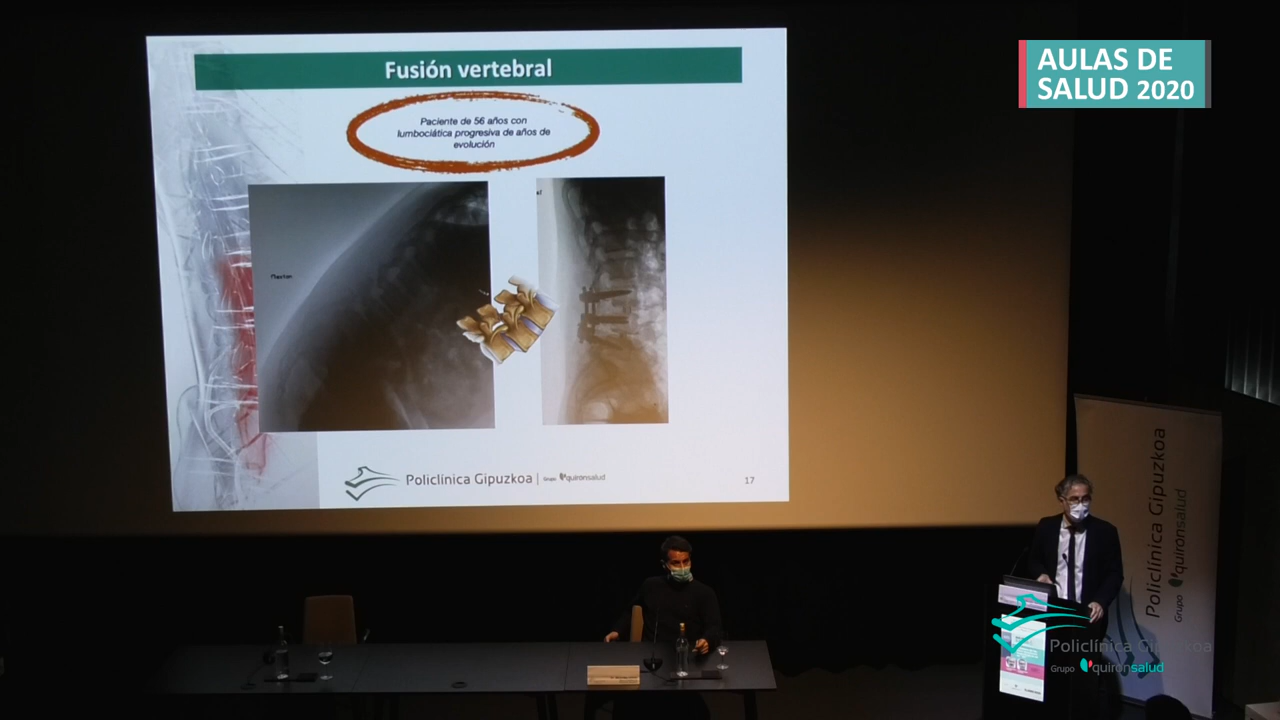 Fusión vertebral
Paciente de 56 años con
lumbociática progresiva de años de
evolución
Policlínica Gipuzkoa
Grupo quironsalud
17
AULAS DE
SALUD 2020
Policlínica Gipuzkoa
Grupo quironsalud
Policlínica Gipuzkoa
Grupo quironsalud